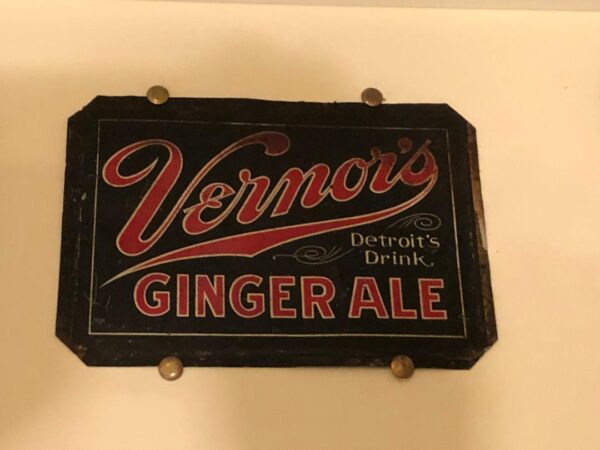 Vernor's
Detroit's
Drink
GINGER ALE